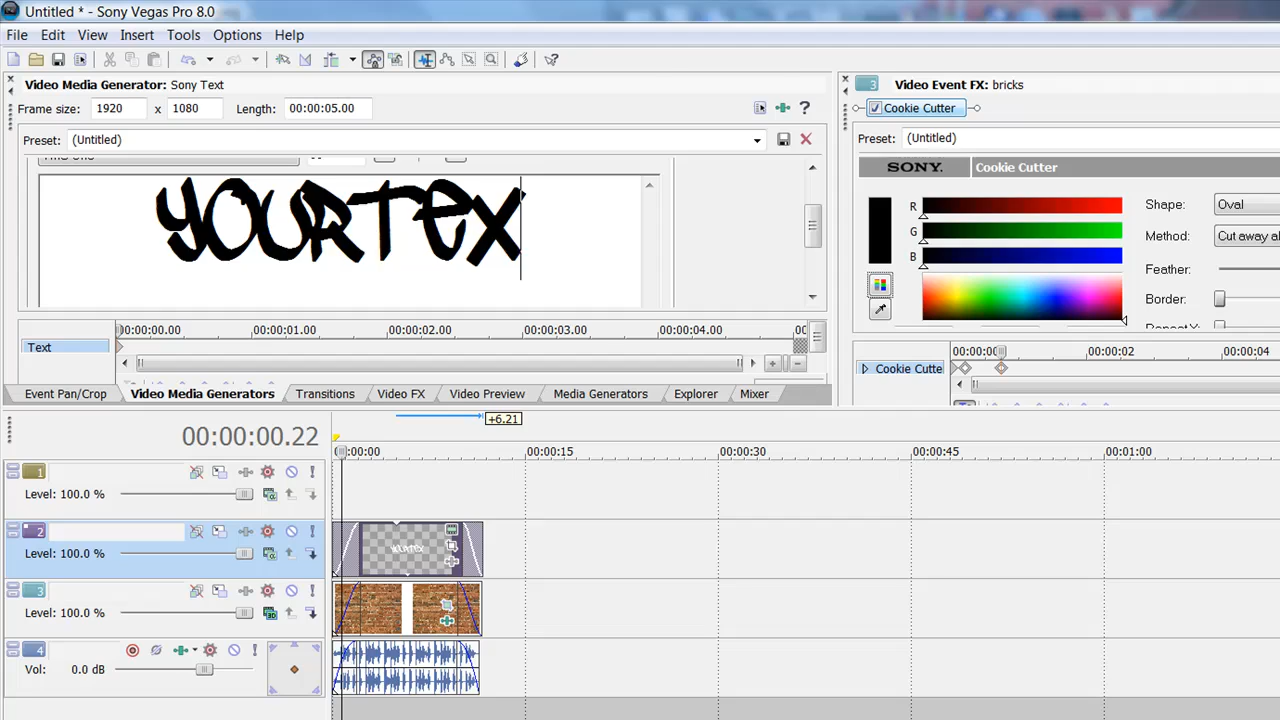 Untitled * - Sony Vegas Pro 8.0
File Edit View Insert Tools Options Help
Video Media Generator: Sony Text
Frame size: 1920 x 1080 Length: 00:00:05.00 ?
Preset: (Untitled)
YOURTEX
00:00:00.00 00:00:01.00 00:00:02.00 00:00:03.00 00:00:04.00 00
Text
Event Pan/Crop Video Media Generators Transitions Video FX Video Preview Media Generators Explorer Mixer
3 Video Event FX: bricks
Cookie Cutter
Preset: (Untitled)
SONY. Cookie Cutter
R
G
B
Shape: Oval
Method: Cut away al
Feather:
Border:
00:00:00 00:00:02 00:00:04
Cookie Cutte
+6.21
00:00:00.22
:00:00 00:00:15 00:00:30 00:00:45 00:01:00
1
Level: 100.0 %
2
Level: 100.0 %
YOURTEX
3
Level: 100.0 %
4
Vol: 0.0 dB